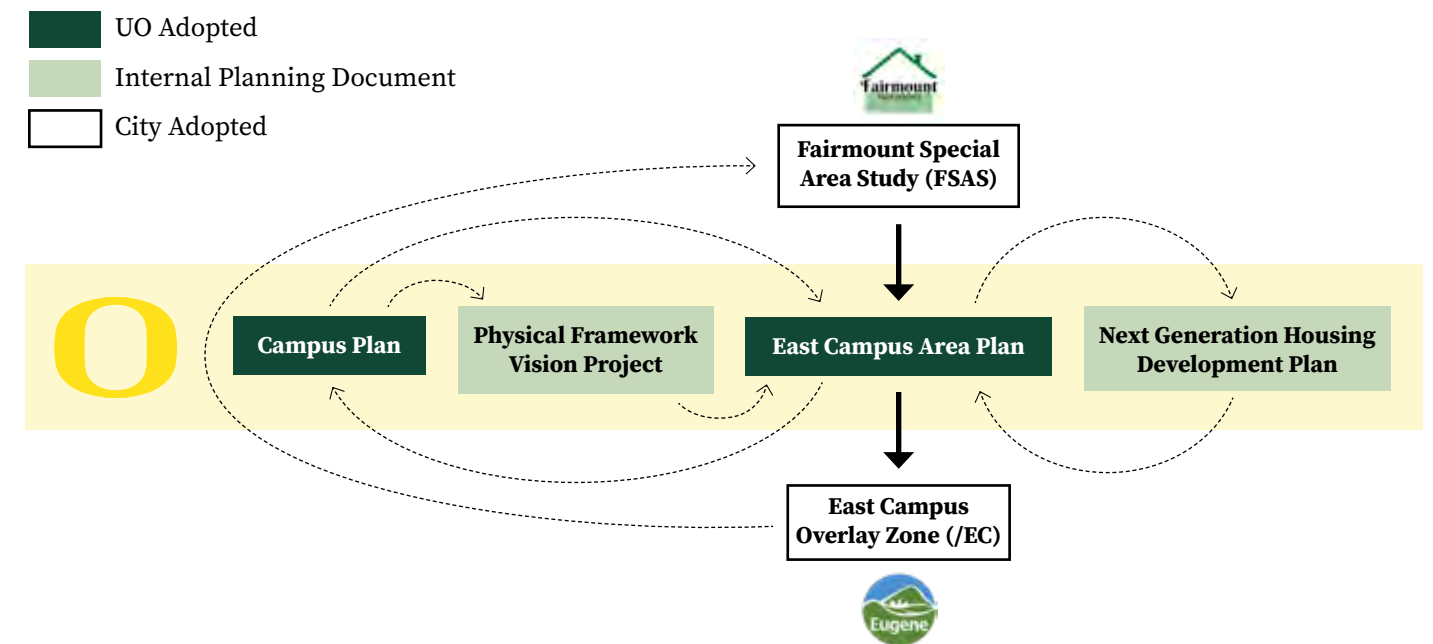 UO Adopted
Internal Planning Document
City Adopted
Fairmount
Fairmount Special
Area Study (FSAS)
O
Campus Plan
Physical Framework
Vision Project
East Campus Area Plan
Next Generation Housing
Development Plan
East Campus
Overlay Zone (/EC)
Eugene